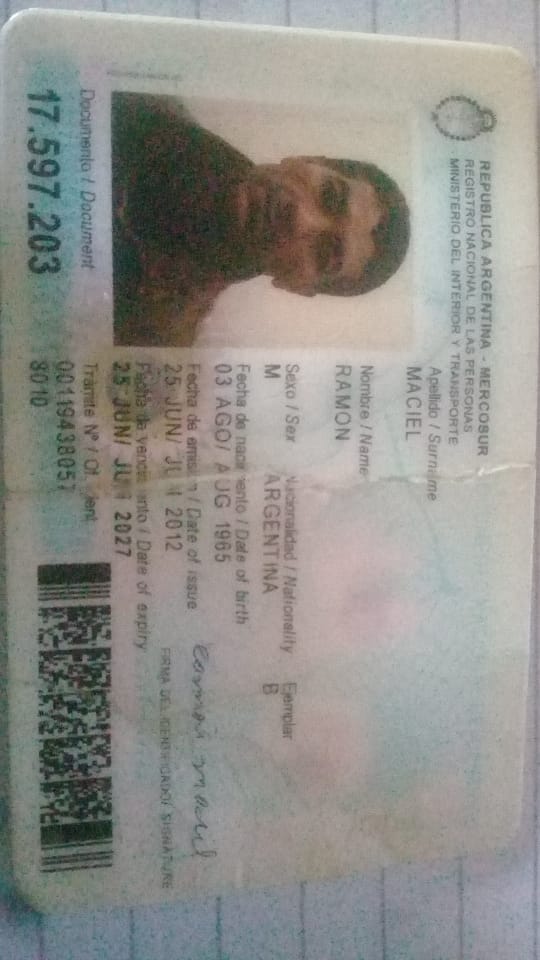 REPUBLICA ARGENTINA - MERCOSUR
REGISTRO NACIONAL DE LAS PERSONAS
MINISTERIO DEL INTERIOR Y TRANSPORTE
Apellido / Surname
MACIEL
Nombre / Name
RAMON
Sexo / Sex Nacionalidad / Nationality Ejemplar
M ARGENTINA B
Fecha de nacimiento / Date of birth
03 AGO/ AUG 1965
Fecha de emisión / Date of issue
25 JUN/ JUN 2012
Fecha de vencimiento / Date of expiry
25 JUN/ JUN 2027
FIRMA DEL IDENTIFICADO/ SIGNATURE
Documento / Document
17.597.203
Trámite Nº / Of. ident
00119438051
8010